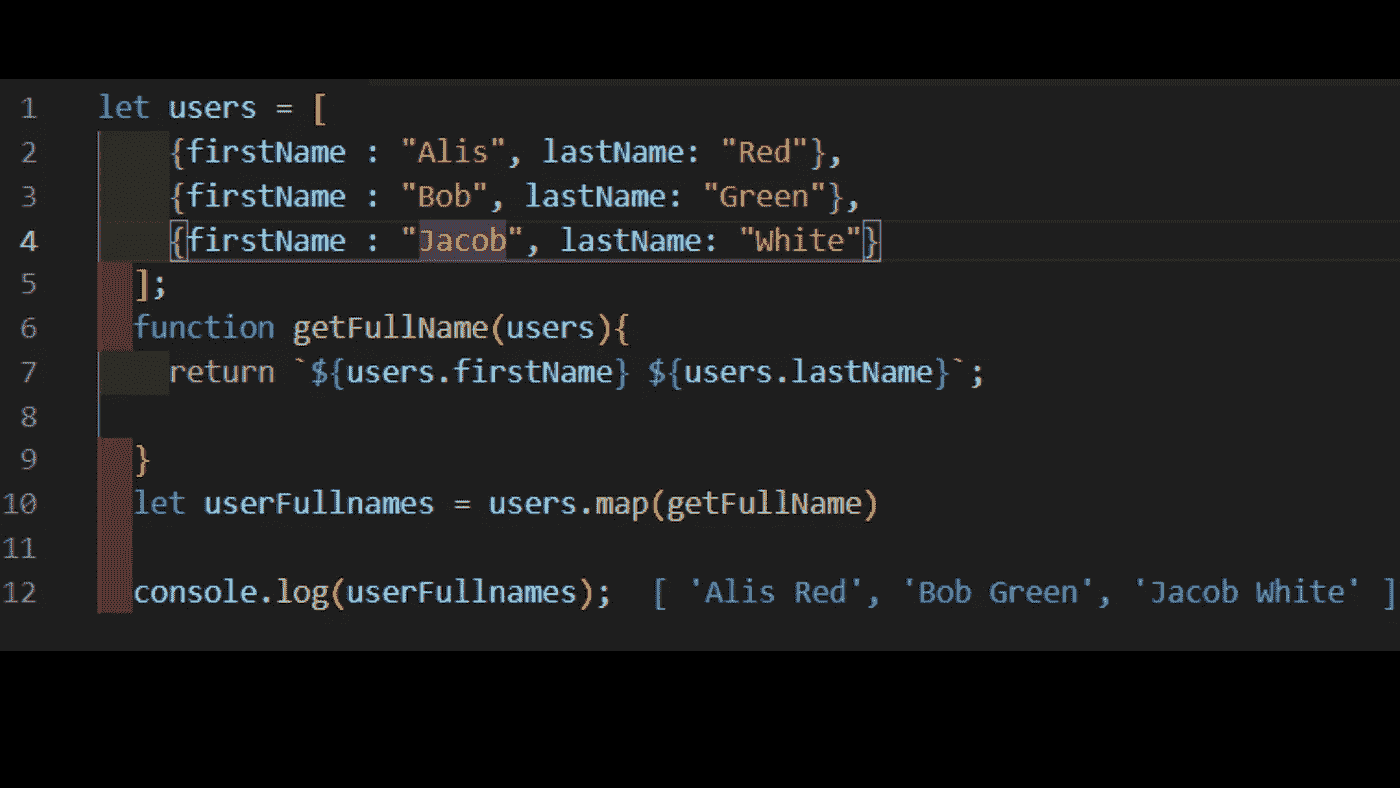 1 let users = [
2 {firstName : "Alis", lastName: "Red"},
3 {firstName : "Bob", lastName: "Green"},
4 {firstName : "Jacob", lastName: "White"}
5 ];
6 function getFullName(users){
7 return `${users.firstName} ${users.lastName}`;
8
9 }
10 let userFullnames = users.map(getFullName)
11
12 console.log(userFullnames); [ 'Alis Red', 'Bob Green', 'Jacob White' ]